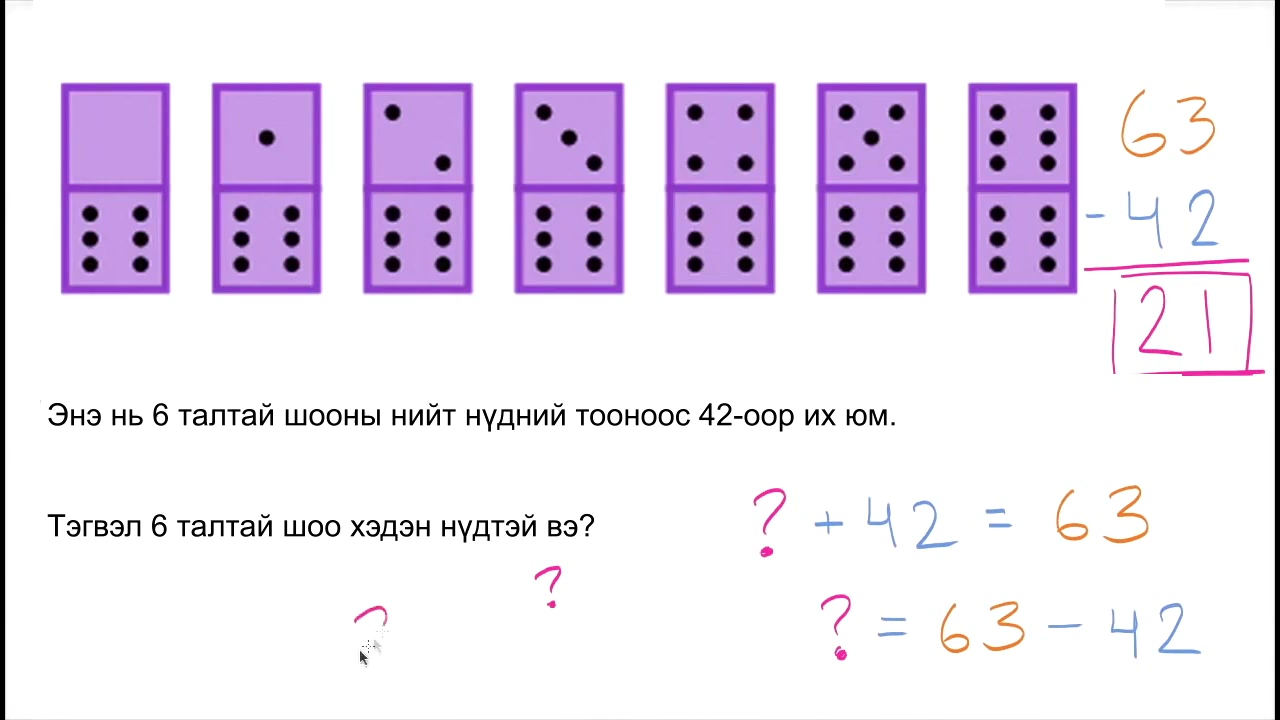 63
- 42
21
Энэ нь 6 талтай шооны нийт нүдний тооноос 42-оор их юм.
Тэгвэл 6 талтай шоо хэдэн нүдтэй вэ?
? + 42 = 63
?
?
? = 63 - 42